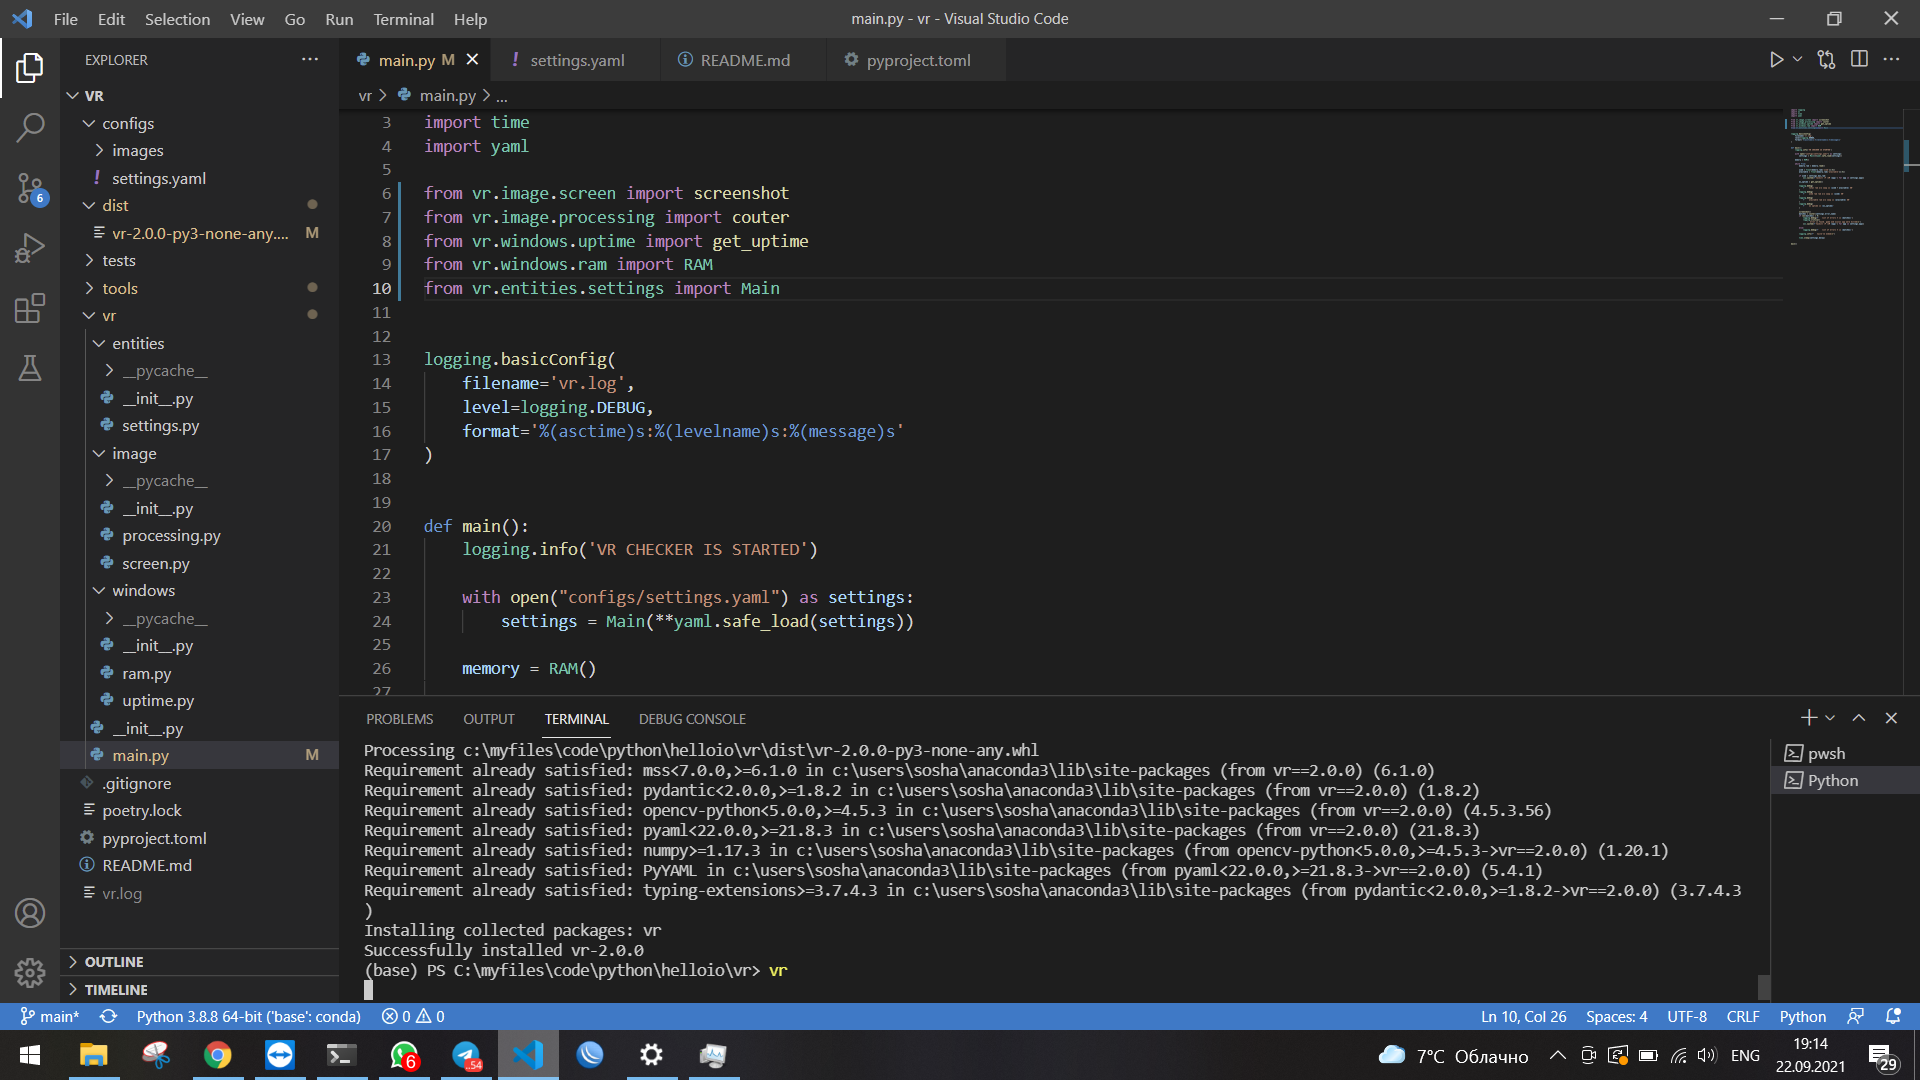 File Edit Selection View Go Run Terminal Help
main.py - vr - Visual Studio Code
EXPLORER
VR
configs
images
! settings.yaml
dist
vr-2.0.0-py3-none-any.... M
tests
tools
vr
entities
__pycache__
__init__.py
settings.py
image
__pycache__
__init__.py
processing.py
screen.py
windows
__pycache__
__init__.py
ram.py
uptime.py
__init__.py
main.py M
.gitignore
poetry.lock
pyproject.toml
README.md
vr.log
OUTLINE
TIMELINE
6
main.py M
! settings.yaml
README.md
pyproject.toml
vr > main.py > ...
3 import time
4 import yaml
5
6 from vr.image.screen import screenshot
7 from vr.image.processing import couter
8 from vr.windows.uptime import get_uptime
9 from vr.windows.ram import RAM
10 from vr.entities.settings import Main
11
12
13 logging.basicConfig(
14 filename='vr.log',
15 level=logging.DEBUG,
16 format='%(asctime)s:%(levelname)s:%(message)s'
17 )
18
19
20 def main():
21 logging.info('VR CHECKER IS STARTED')
22
23 with open("configs/settings.yaml") as settings:
24 settings = Main(**yaml.safe_load(settings))
25
26 memory = RAM()
27
PROBLEMS OUTPUT TERMINAL DEBUG CONSOLE
Processing c:\myfiles\code\python\helloio\vr\dist\vr-2.0.0-py3-none-any.whl
Requirement already satisfied: mss<7.0.0,>=6.1.0 in c:\users\sosha\anaconda3\lib\site-packages (from vr==2.0.0) (6.1.0)
Requirement already satisfied: pydantic<2.0.0,>=1.8.2 in c:\users\sosha\anaconda3\lib\site-packages (from vr==2.0.0) (1.8.2)
Requirement already satisfied: opencv-python<5.0.0,>=4.5.3 in c:\users\sosha\anaconda3\lib\site-packages (from vr==2.0.0) (4.5.3.56)
Requirement already satisfied: pyaml<22.0.0,>=21.8.3 in c:\users\sosha\anaconda3\lib\site-packages (from vr==2.0.0) (21.8.3)
Requirement already satisfied: numpy>=1.17.3 in c:\users\sosha\anaconda3\lib\site-packages (from opencv-python<5.0.0,>=4.5.3->vr==2.0.0) (1.20.1)
Requirement already satisfied: PyYAML in c:\users\sosha\anaconda3\lib\site-packages (from pyaml<22.0.0,>=21.8.3->vr==2.0.0) (5.4.1)
Requirement already satisfied: typing-extensions>=3.7.4.3 in c:\users\sosha\anaconda3\lib\site-packages (from pydantic<2.0.0,>=1.8.2->vr==2.0.0) (3.7.4.3
)
Installing collected packages: vr
Successfully installed vr-2.0.0
(base) PS C:\myfiles\code\python\helloio\vr> vr
pwsh
Python
main* Python 3.8.8 64-bit ('base': conda) 0 0
Ln 10, Col 26 Spaces: 4 UTF-8 CRLF Python
6
..54
7°C Облачно
ENG
19:14
22.09.2021
29